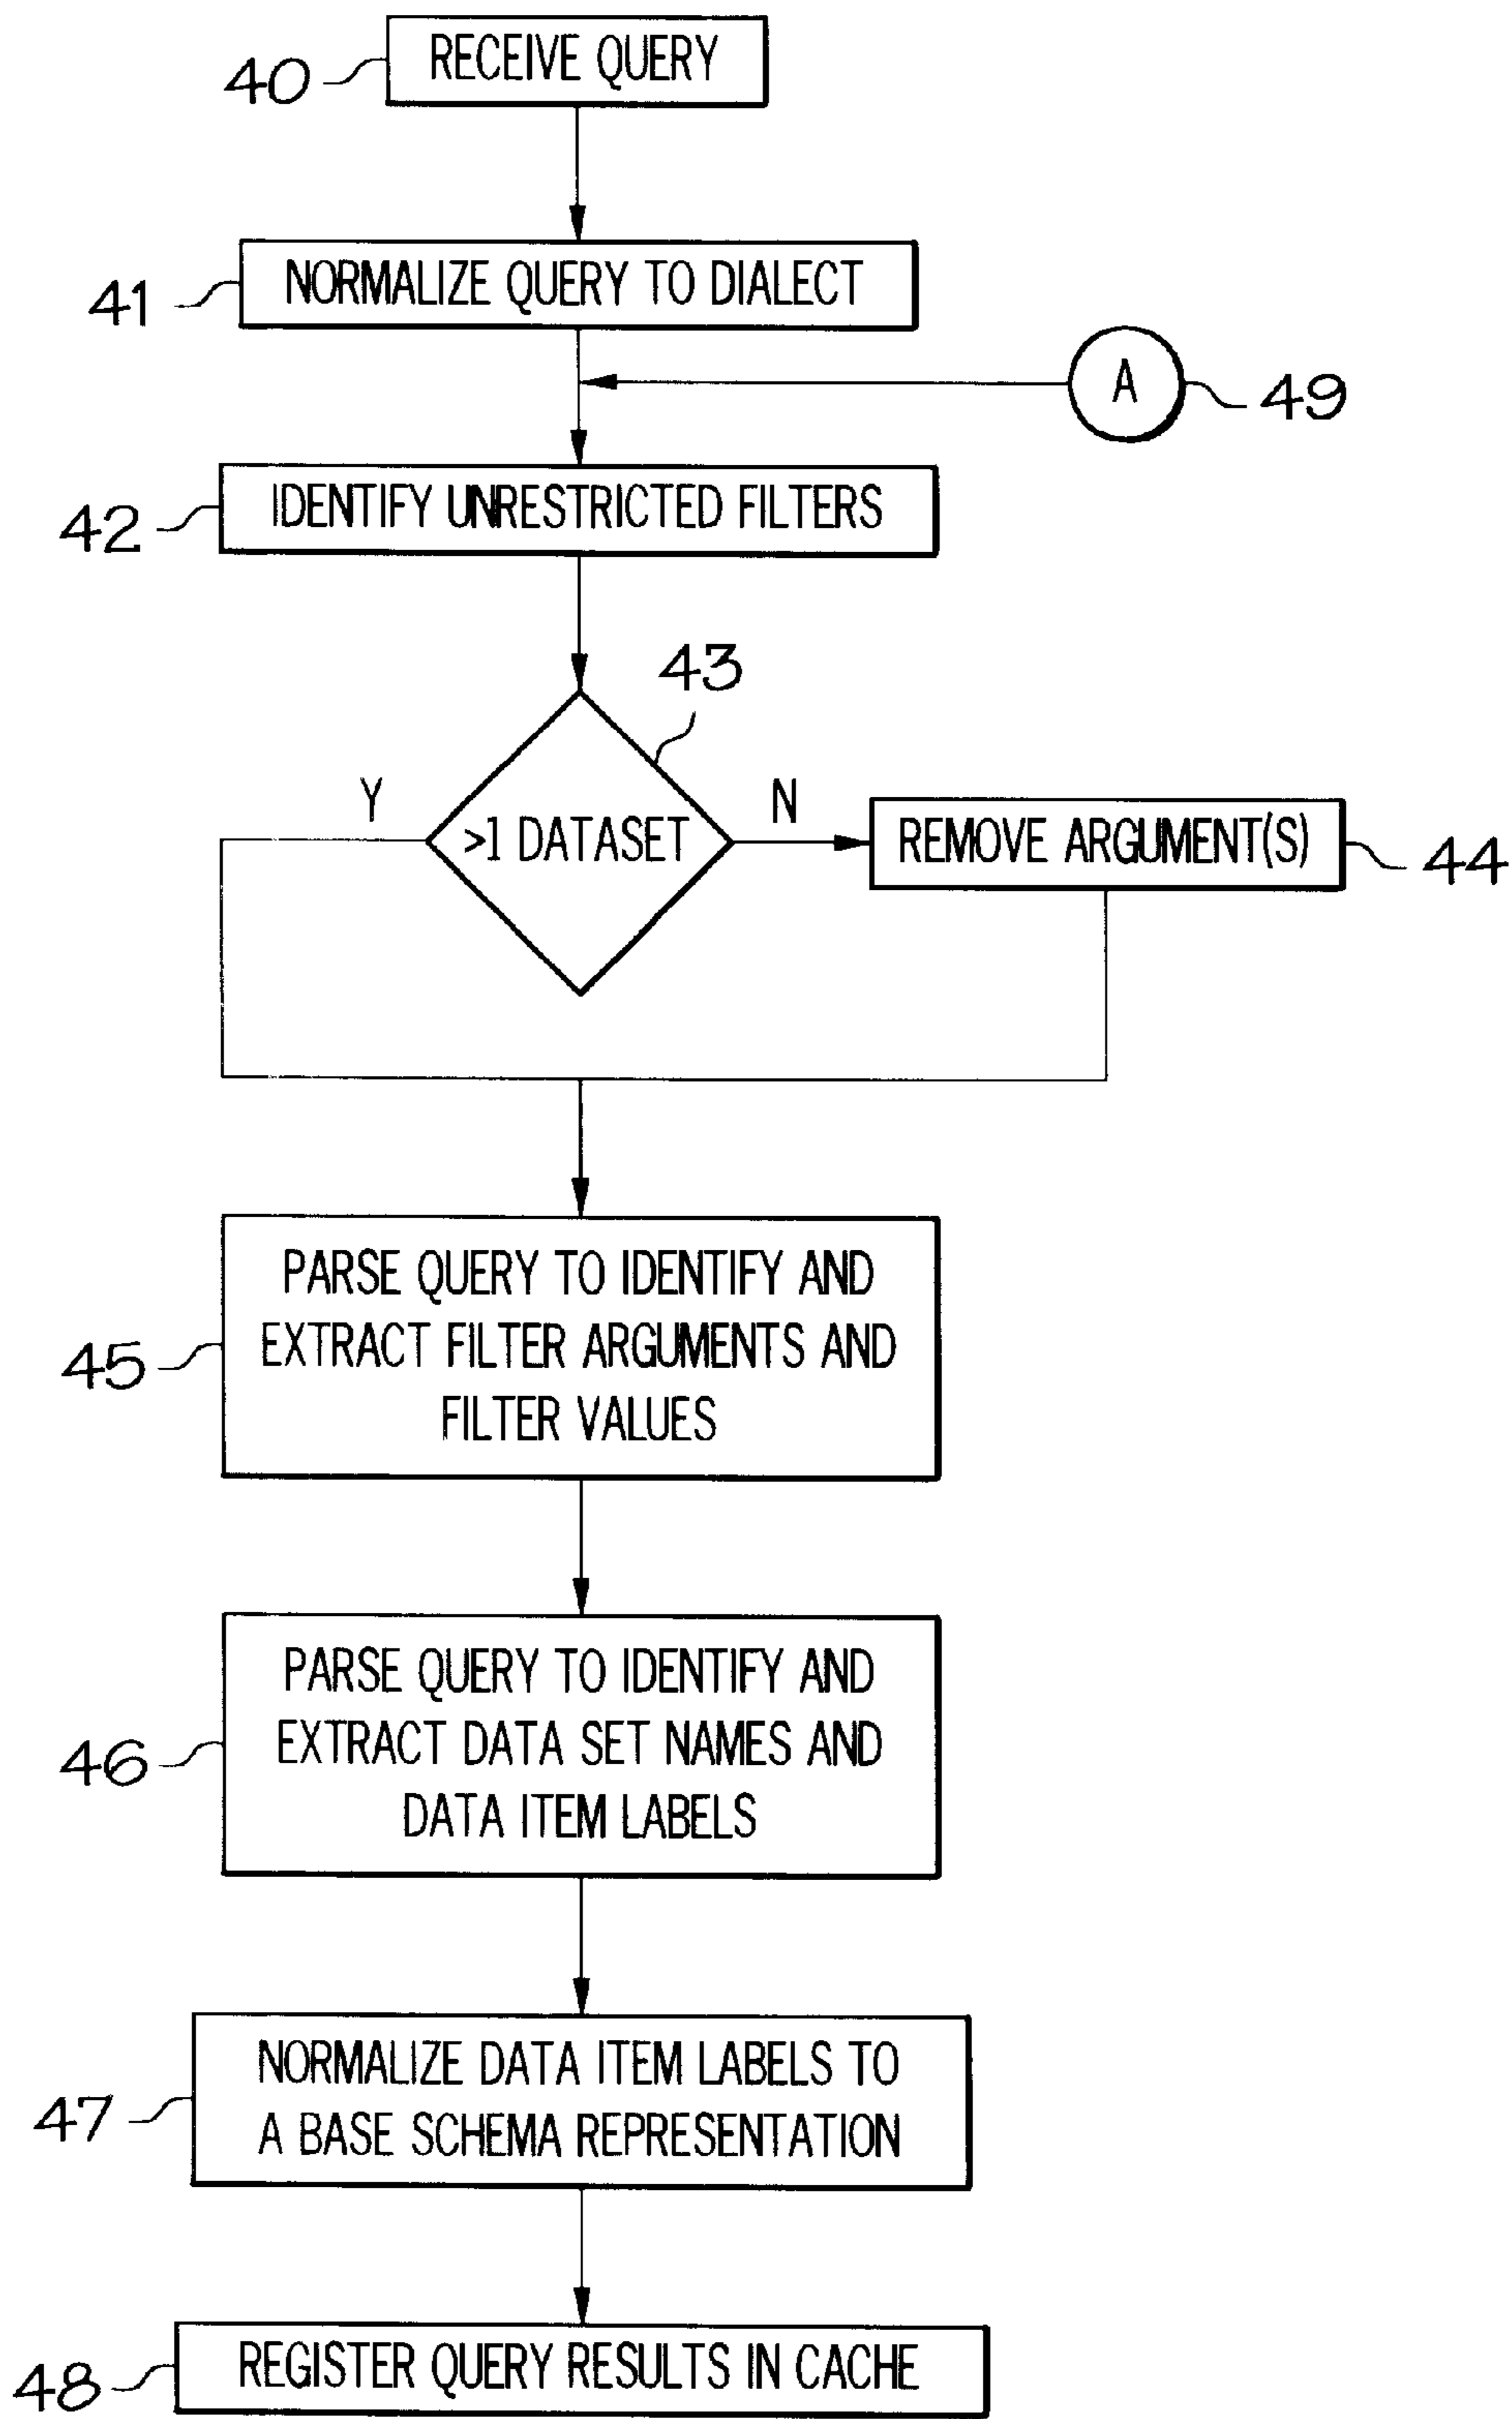 RECEIVE QUERY
40
NORMALIZE QUERY TO DIALECT
41
A
49
IDENTIFY UNRESTRICTED FILTERS
42
43
Y
>1 DATASET
N
REMOVE ARGUMENT(S)
44
PARSE QUERY TO IDENTIFY AND
EXTRACT FILTER ARGUMENTS AND
FILTER VALUES
45
PARSE QUERY TO IDENTIFY AND
EXTRACT DATA SET NAMES AND
DATA ITEM LABELS
46
NORMALIZE DATA ITEM LABELS TO
A BASE SCHEMA REPRESENTATION
47
REGISTER QUERY RESULTS IN CACHE
48